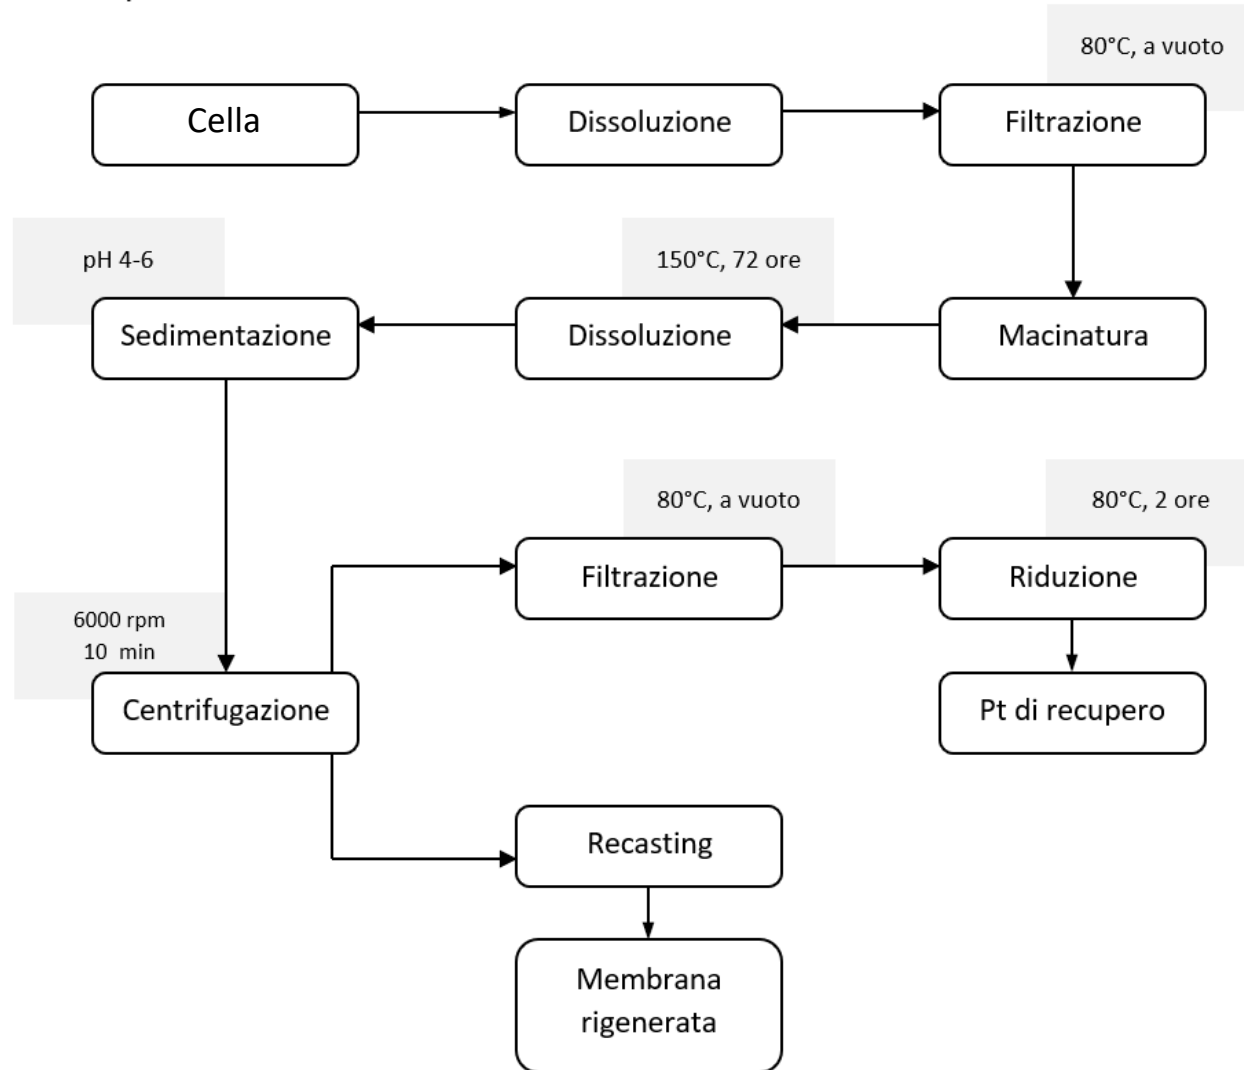 80°C, a vuoto
Cella
Dissoluzione
Filtrazione
pH 4-6
150°C, 72 ore
Sedimentazione
Dissoluzione
Macinatura
80°C, a vuoto
80°C, 2 ore
Filtrazione
Riduzione
6000 rpm
10 min
Centrifugazione
Pt di recupero
Recasting
Membrana
rigenerata